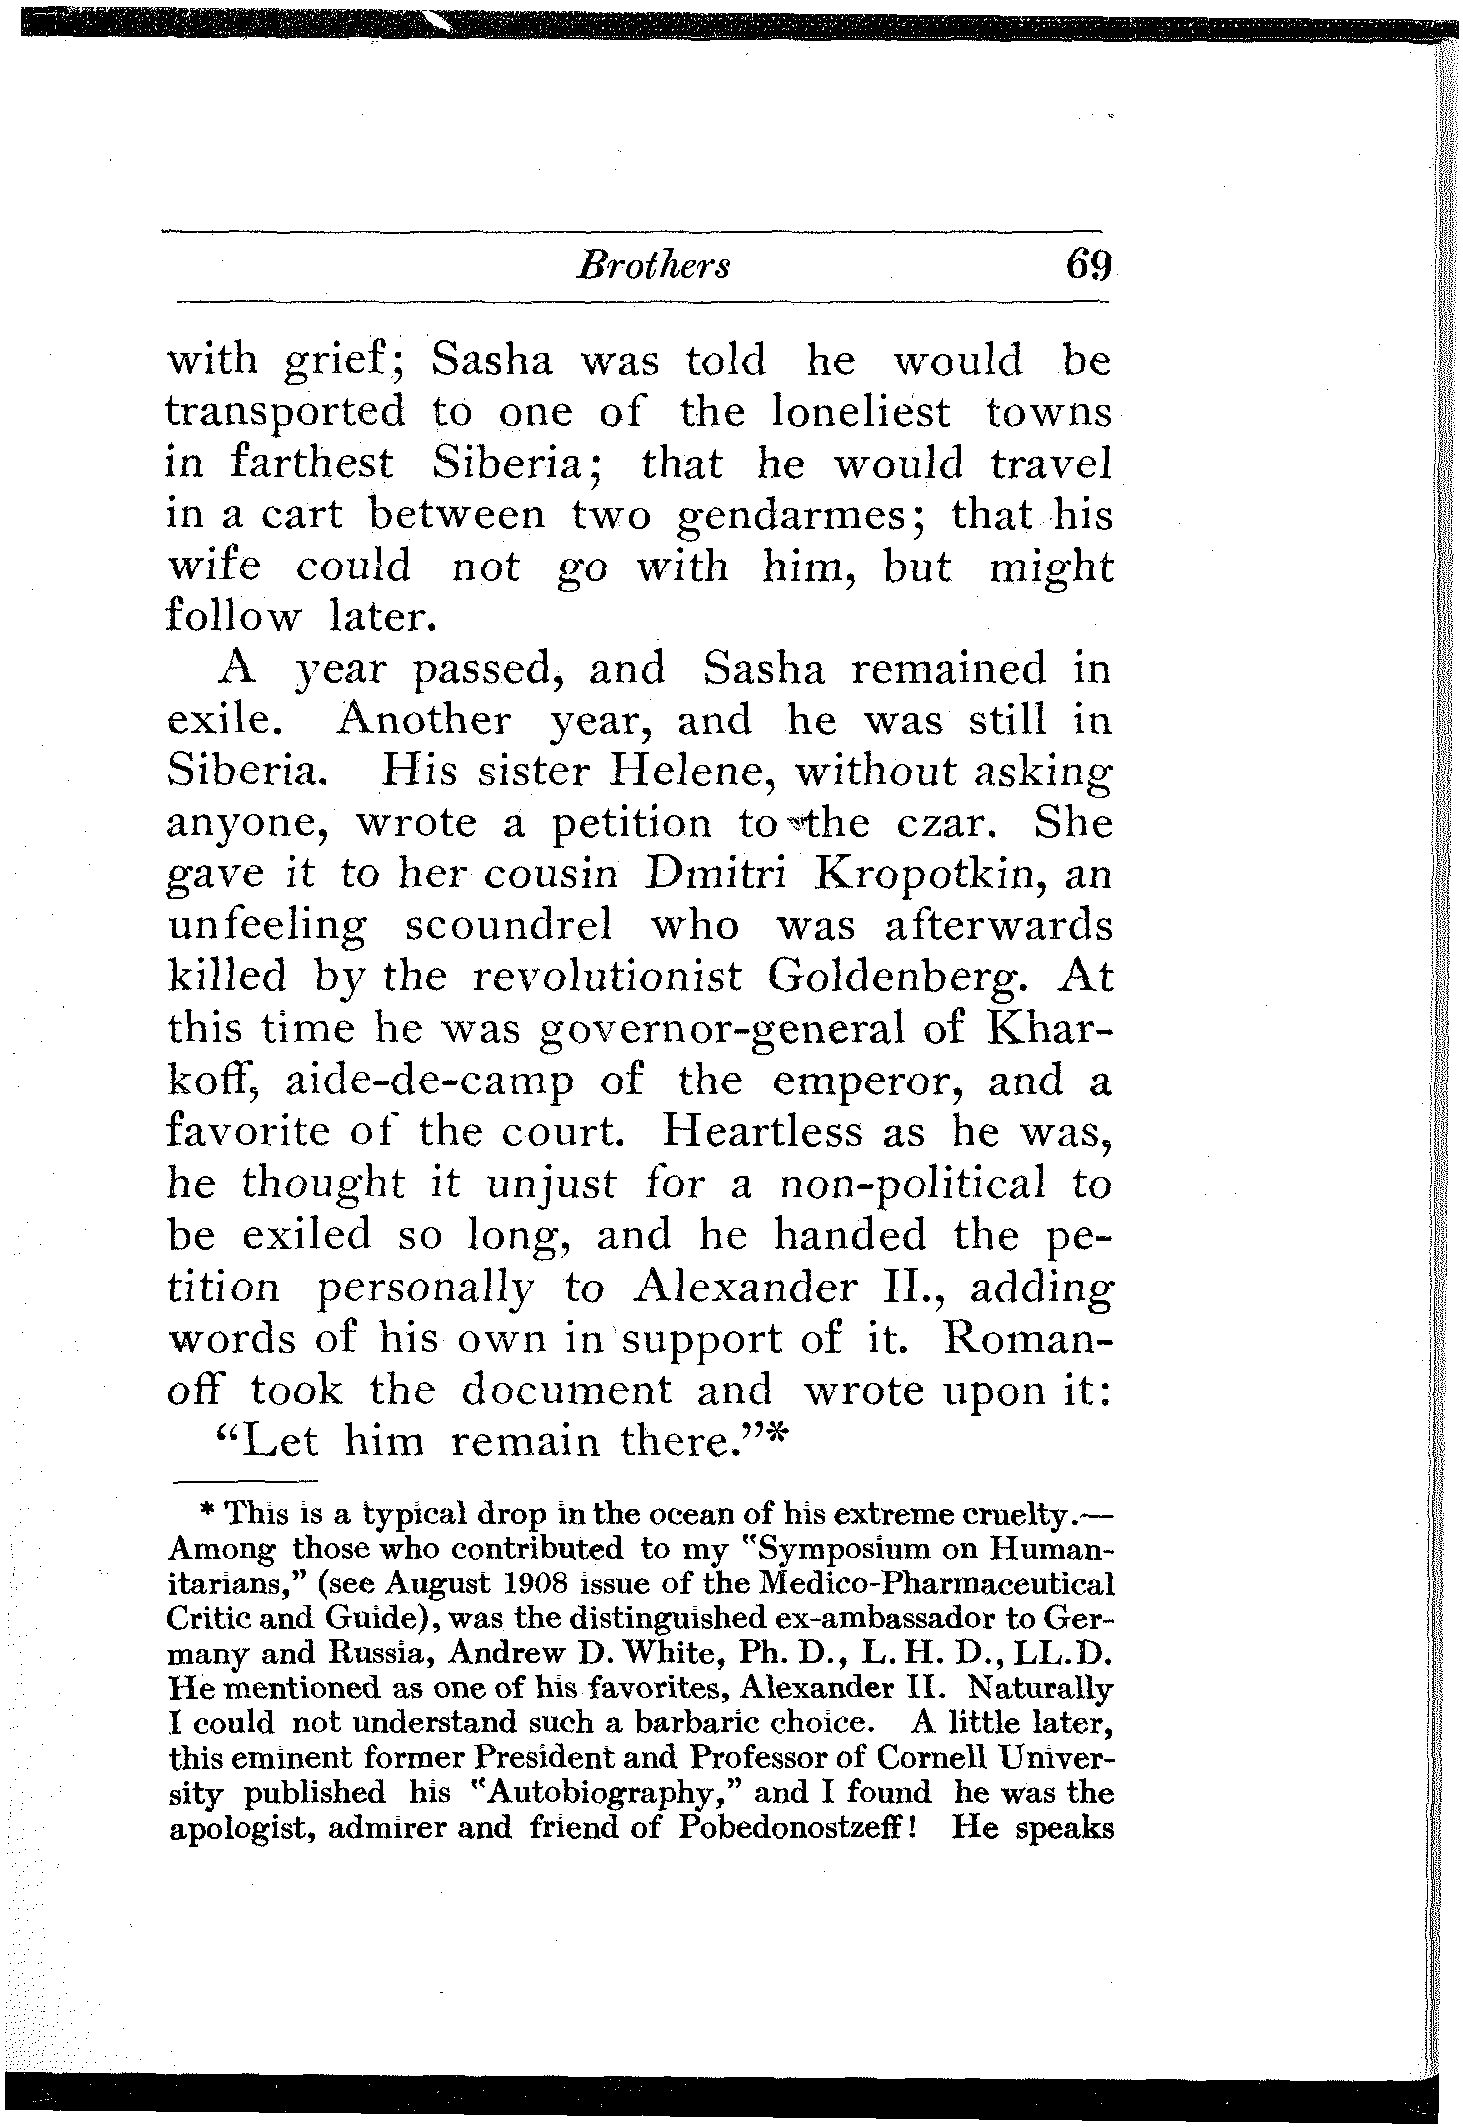 Brothers 69
with grief; Sasha was told he would be
transported to one of the loneliest towns
in farthest Siberia; that he would travel
in a cart between two gendarmes; that his
wife could not go with him, but might
follow later.
A year passed, and Sasha remained in
exile. Another year, and he was still in
Siberia. His sister Helene, without asking
anyone, wrote a petition to the czar. She
gave it to her cousin Dmitri Kropotkin, an
unfeeling scoundrel who was afterwards
killed by the revolutionist Goldenberg. At
this time he was governor-general of Khar-
koff, aide-de-camp of the emperor, and a
favorite of the court. Heartless as he was,
he thought it unjust for a non-political to
be exiled so long, and he handed the pe-
tition personally to Alexander II., adding
words of his own in support of it. Roman-
off took the document and wrote upon it:
“Let him remain there.”*
* This is a typical drop in the ocean of his extreme cruelty.—
Among those who contributed to my "Symposium on Human-
itarians,” (see August 1908 issue of the Medico-Pharmaceutical
Critic and Guide), was the distinguished ex-ambassador to Ger-
many and Russia, Andrew D. White, Ph. D., L. H. D., LL.D.
He mentioned as one of his favorites, Alexander II. Naturally
I could not understand such a barbaric choice. A little later,
this eminent former President and Professor of Cornell Univer-
sity published his "Autobiography,” and I found he was the
apologist, admirer and friend of Pobedonostzeff! He speaks